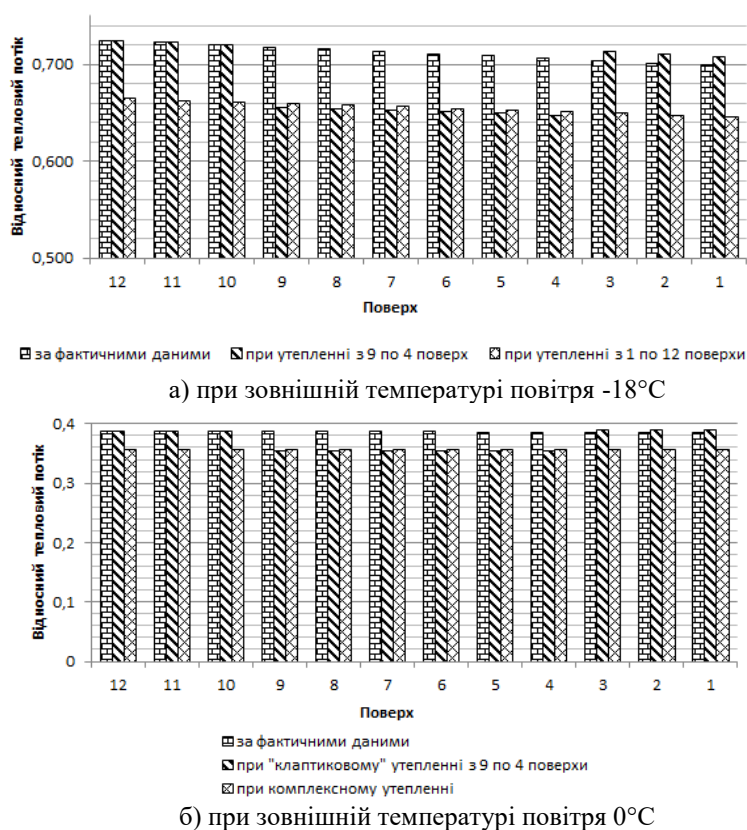 0,700
0,600
0,500
Відносний тепловий потік
12 11 10 9 8 7 6 5 4 3 2 1
Поверх
за фактичними даними при утепленні з 9 по 4 поверх при утепленні з 1 по 12 поверхи
а) при зовнішній температурі повітря -18°С
0,4
0,3
0,2
0,1
0
Відносний тепловий потік
12 11 10 9 8 7 6 5 4 3 2 1
Поверх
за фактичними даними
при "клаптиковому" утепленні з 9 по 4 поверхи
при комплексному утепленні
б) при зовнішній температурі повітря 0°С